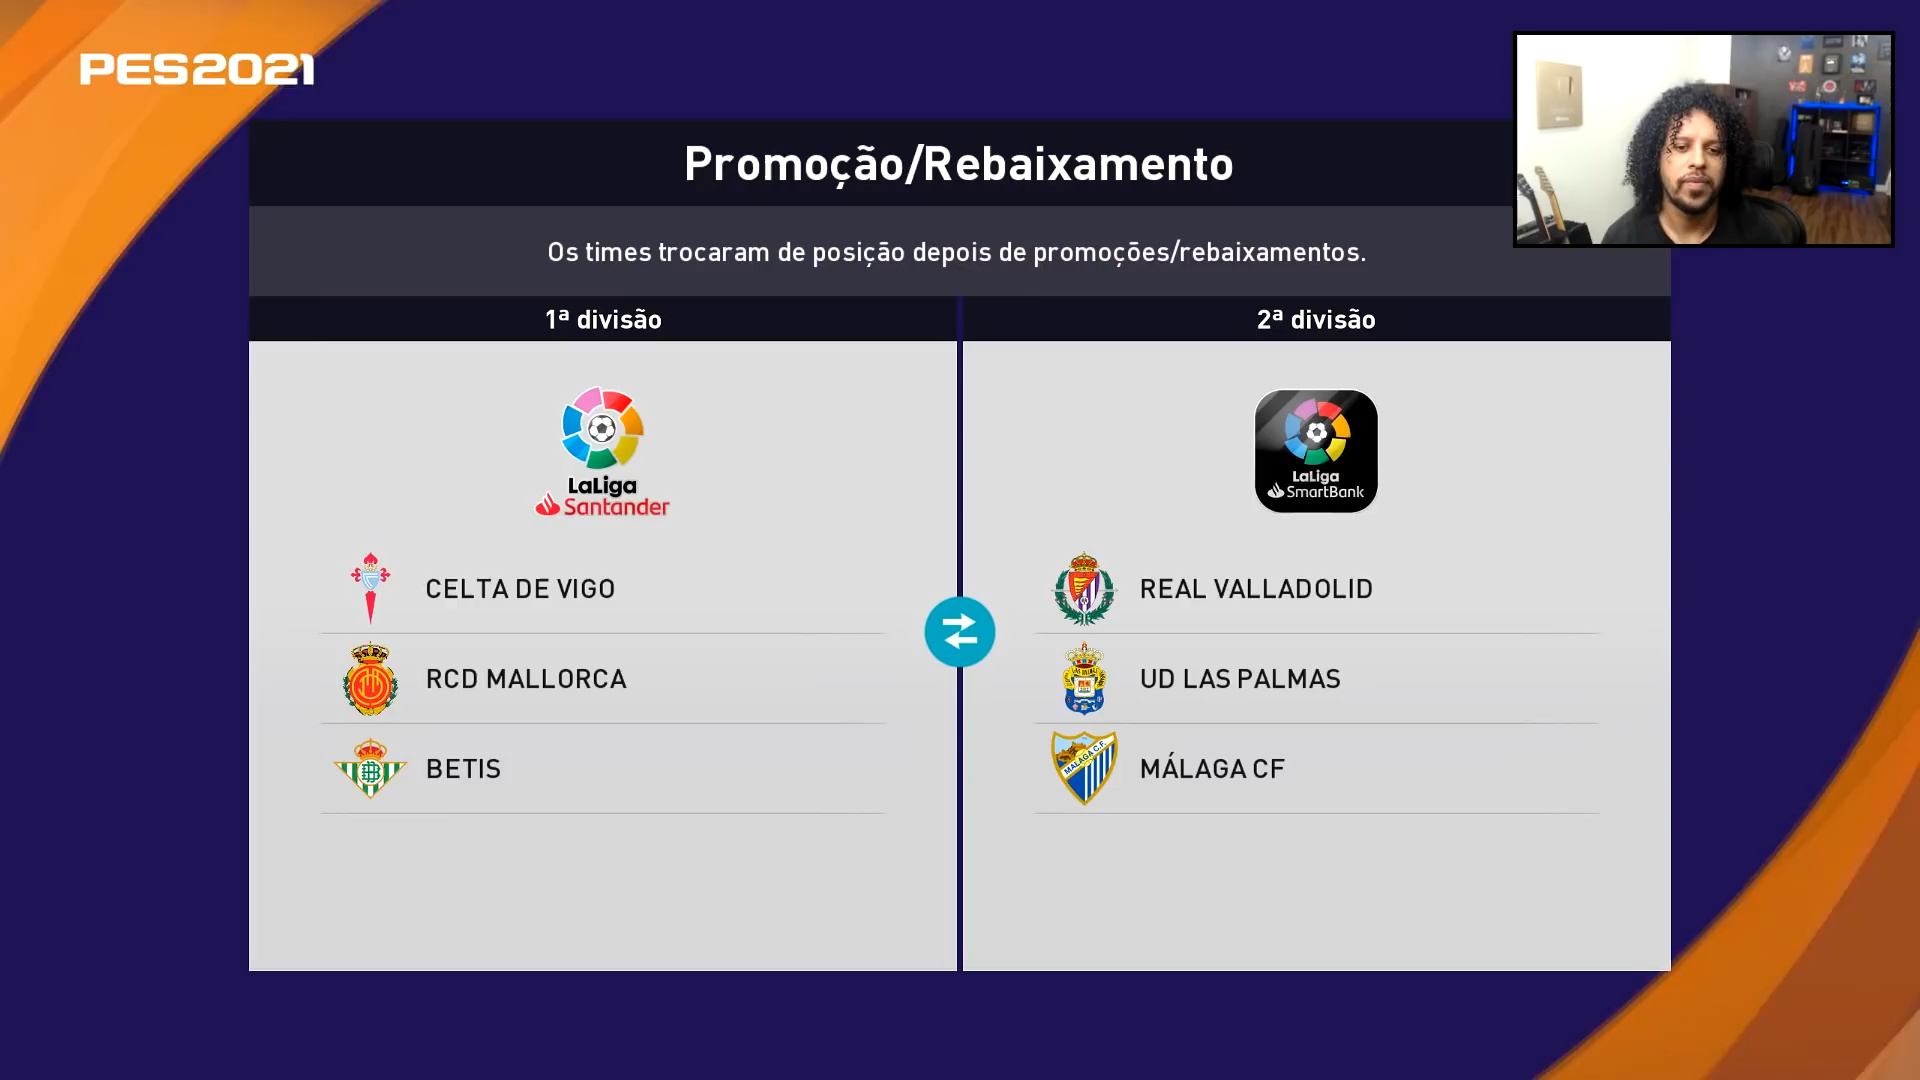 PES2021
Promoção/Rebaixamento
Os times trocaram de posição depois de promoções/rebaixamentos.
1ª divisão
2ª divisão
LaLiga
Santander
LaLiga
SmartBank
CELTA DE VIGO
REAL VALLADOLID
RCD MALLORCA
UD LAS PALMAS
BETIS
MALAGA C.F.
MÁLAGA CF